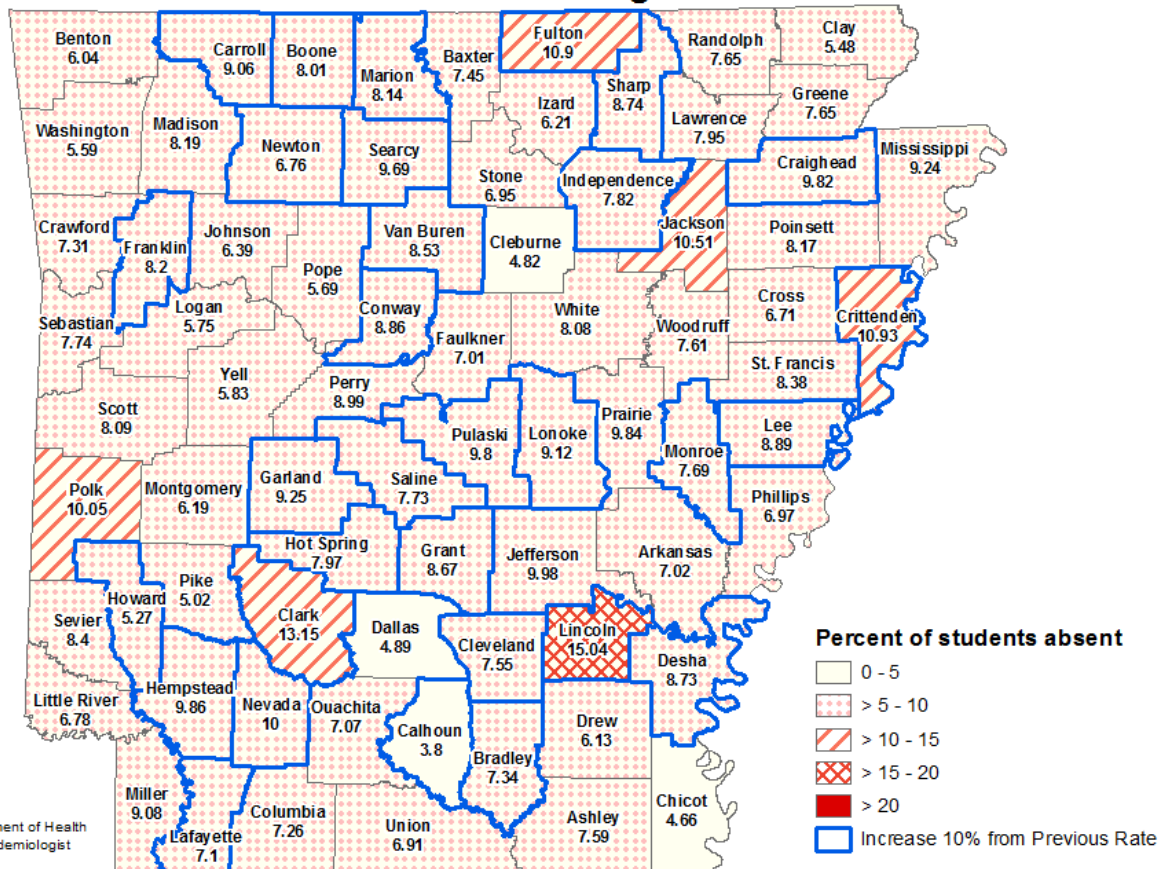 Benton
6.04
Carroll
9.06
Boone
8.01
Marion
8.14
Baxter
7.45
Fulton
10.9
Randolph
7.65
Clay
5.48
Washington
5.59
Madison
8.19
Newton
6.76
Searcy
9.69
Stone
6.95
Izard
6.21
Sharp
8.74
Lawrence
7.95
Greene
7.65
Independence
7.82
Craighead
9.82
Mississippi
9.24
Crawford
7.31
Franklin
8.2
Johnson
6.39
Pope
5.69
Van Buren
8.53
Cleburne
4.82
Jackson
10.51
Poinsett
8.17
Sebastian
7.74
Logan
5.75
Conway
8.86
Faulkner
7.01
White
8.08
Woodruff
7.61
Cross
6.71
Crittenden
10.93
St. Francis
8.38
Scott
8.09
Yell
5.83
Perry
8.99
Pulaski
9.8
Lonoke
9.12
Prairie
9.84
Monroe
7.69
Lee
8.89
Phillips
6.97
Polk
10.05
Montgomery
6.19
Garland
9.25
Saline
7.73
Hot Spring
7.97
Grant
8.67
Jefferson
9.98
Arkansas
7.02
Sevier
8.4
Howard
5.27
Pike
5.02
Clark
13.15
Dallas
4.89
Cleveland
7.55
Lincoln
15.04
Desha
8.73
Little River
6.78
Hempstead
9.86
Nevada
10
Ouachita
7.07
Calhoun
3.8
Bradley
7.34
Drew
6.13
Miller
9.08
Lafayette
7.1
Columbia
7.26
Union
6.91
Ashley
7.59
Chicot
4.66
Percent of students absent
0 - 5
> 5 - 10
> 10 - 15
> 15 - 20
> 20
Increase 10% from Previous Rate
of Health